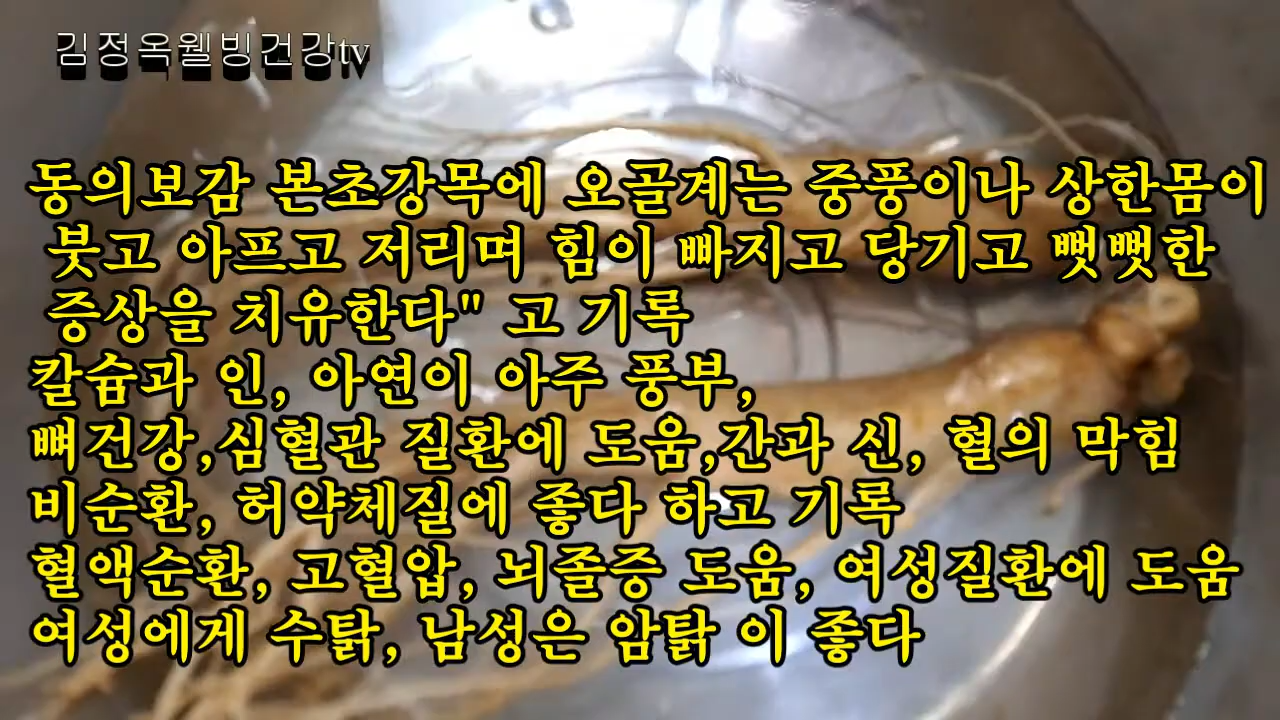 김정옥웰빙건강tv
동의보감 본초강목에 오골계는 중풍이나 상한몸이
붓고 아프고 저리며 힘이 빠지고 당기고 뻣뻣한
증상을 치유한다" 고 기록
칼슘과 인, 아연이 아주 풍부,
뼈건강,심혈관 질환에 도움,간과 신, 혈의 막힘
비순환, 허약체질에 좋다 하고 기록
혈액순환, 고혈압, 뇌졸증 도움, 여성질환에 도움
여성에게 수탉, 남성은 암탉 이 좋다